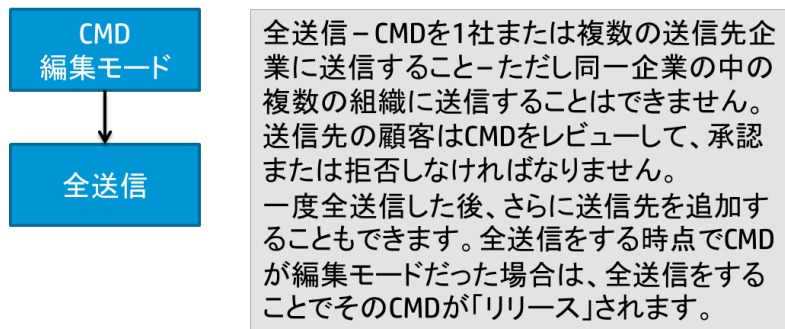 CMD
編集モード
全送信
全送信 – CMDを1社または複数の送信先企
業に送信すること – ただし同一企業の中の
複数の組織に送信することはできません。
送信先の顧客はCMDをレビューして、承認
または拒否しなければなりません。
一度全送信した後、さらに送信先を追加す
ることもできます。全送信をする時点でCMD
が編集モードだった場合は、全送信をする
ことでそのCMDが「リリース」されます。